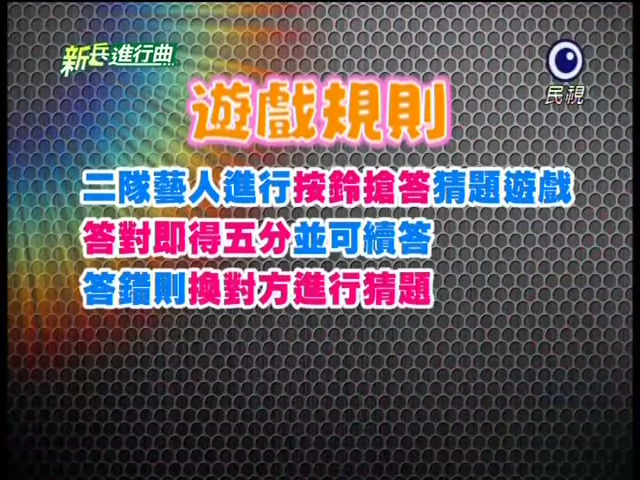 新兵進行曲
民視
遊戲規則
二隊藝人進行按鈴搶答猜題遊戲
答對即得五分並可續答
答錯則換對方進行猜題